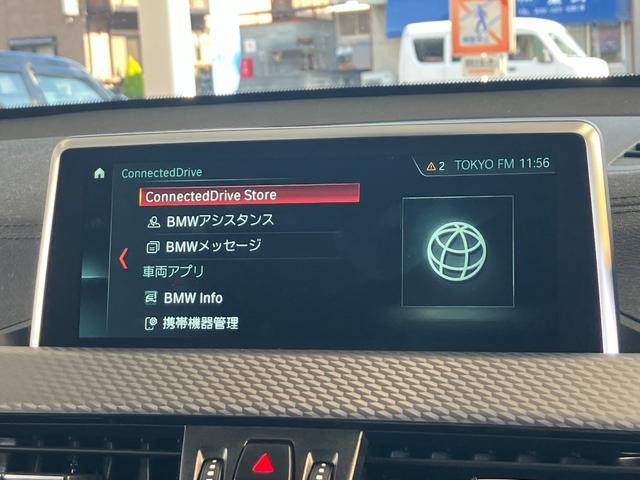 ConnectedDrive
2 TOKYO FM 11:56
ConnectedDrive Store
BMWアシスタンス
BMWメッセージ
車両アプリ
BMW Info
携帯機器管理